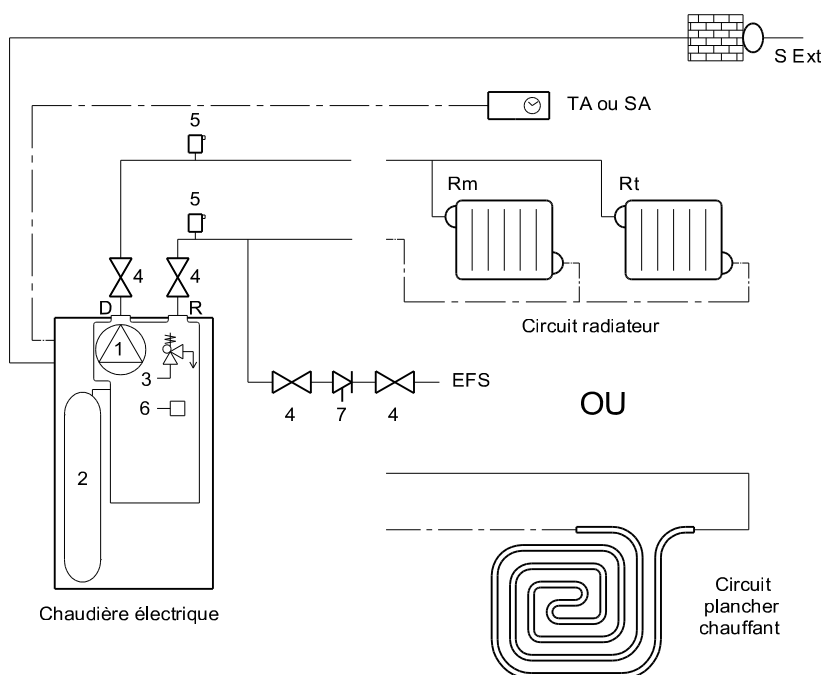 S Ext
TA ou SA
5
Rm
Rt
5
4
4
D
R
Circuit radiateur
1
3
EFS
6
4
7
4
OU
2
Circuit
plancher
chauffant
Chaudière électrique